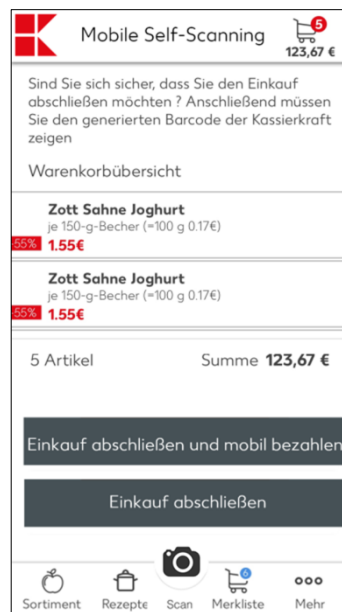 Mobile Self-Scanning
5
123,67 €
Sind Sie sich sicher, dass Sie den Einkauf
abschließen möchten ? Anschließend müssen
Sie den generierten Barcode der Kassierkraft
zeigen
Warenkorbübersicht
Zott Sahne Joghurt
je 150-g-Becher (=100 g 0.17€)
-55% 1.55€
Zott Sahne Joghurt
je 150-g-Becher (=100 g 0.17€)
-55% 1.55€
5 Artikel Summe 123,67 €
Einkauf abschließen und mobil bezahlen
Einkauf abschließen
6
Sortiment Rezepte Scan Merkliste Mehr